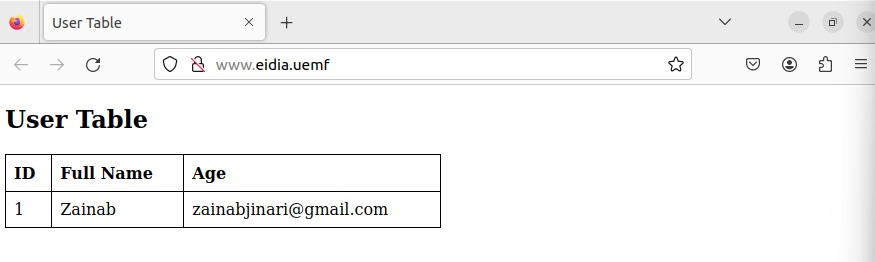 User Table
www.eidia.uemf
User Table
ID Full Name Age
1 Zainab zainabjinari@gmail.com